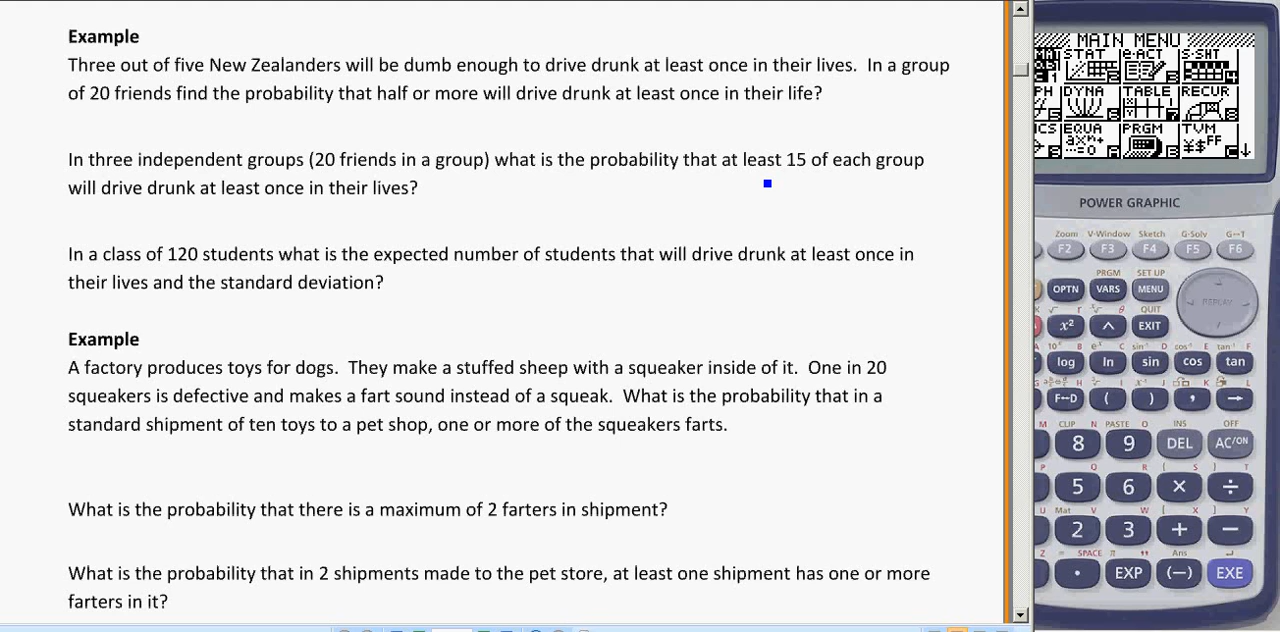 Example
Three out of five New Zealanders will be dumb enough to drive drunk at least once in their lives.  In a group
of 20 friends find the probability that half or more will drive drunk at least once in their life?
In three independent groups (20 friends in a group) what is the probability that at least 15 of each group
will drive drunk at least once in their lives?
In a class of 120 students what is the expected number of students that will drive drunk at least once in
their lives and the standard deviation?
Example
A factory produces toys for dogs.  They make a stuffed sheep with a squeaker inside of it.  One in 20
squeakers is defective and makes a fart sound instead of a squeak.  What is the probability that in a
standard shipment of ten toys to a pet shop, one or more of the squeakers farts.
What is the probability that there is a maximum of 2 farters in shipment?
What is the probability that in 2 shipments made to the pet store, at least one shipment has one or more
farters in it?
MAIN MENU
STAT e·ACT S·SHT
DYNA TABLE RECUR
EQUA PRGM TVM
POWER GRAPHIC
Zoom V-Window Sketch G-Solv G↔T
F2 F3 F4 F5 F6
PRGM SET UP
OPTN VARS MENU REPLAY
QUIT
x² ^ EXIT
log ln sin cos tan
F↔D ( ) , →
CLIP PASTE INS OFF
8 9 DEL AC/ON
5 6 × ÷
Mat
2 3 + −
SPACE π Ans
· EXP (−) EXE